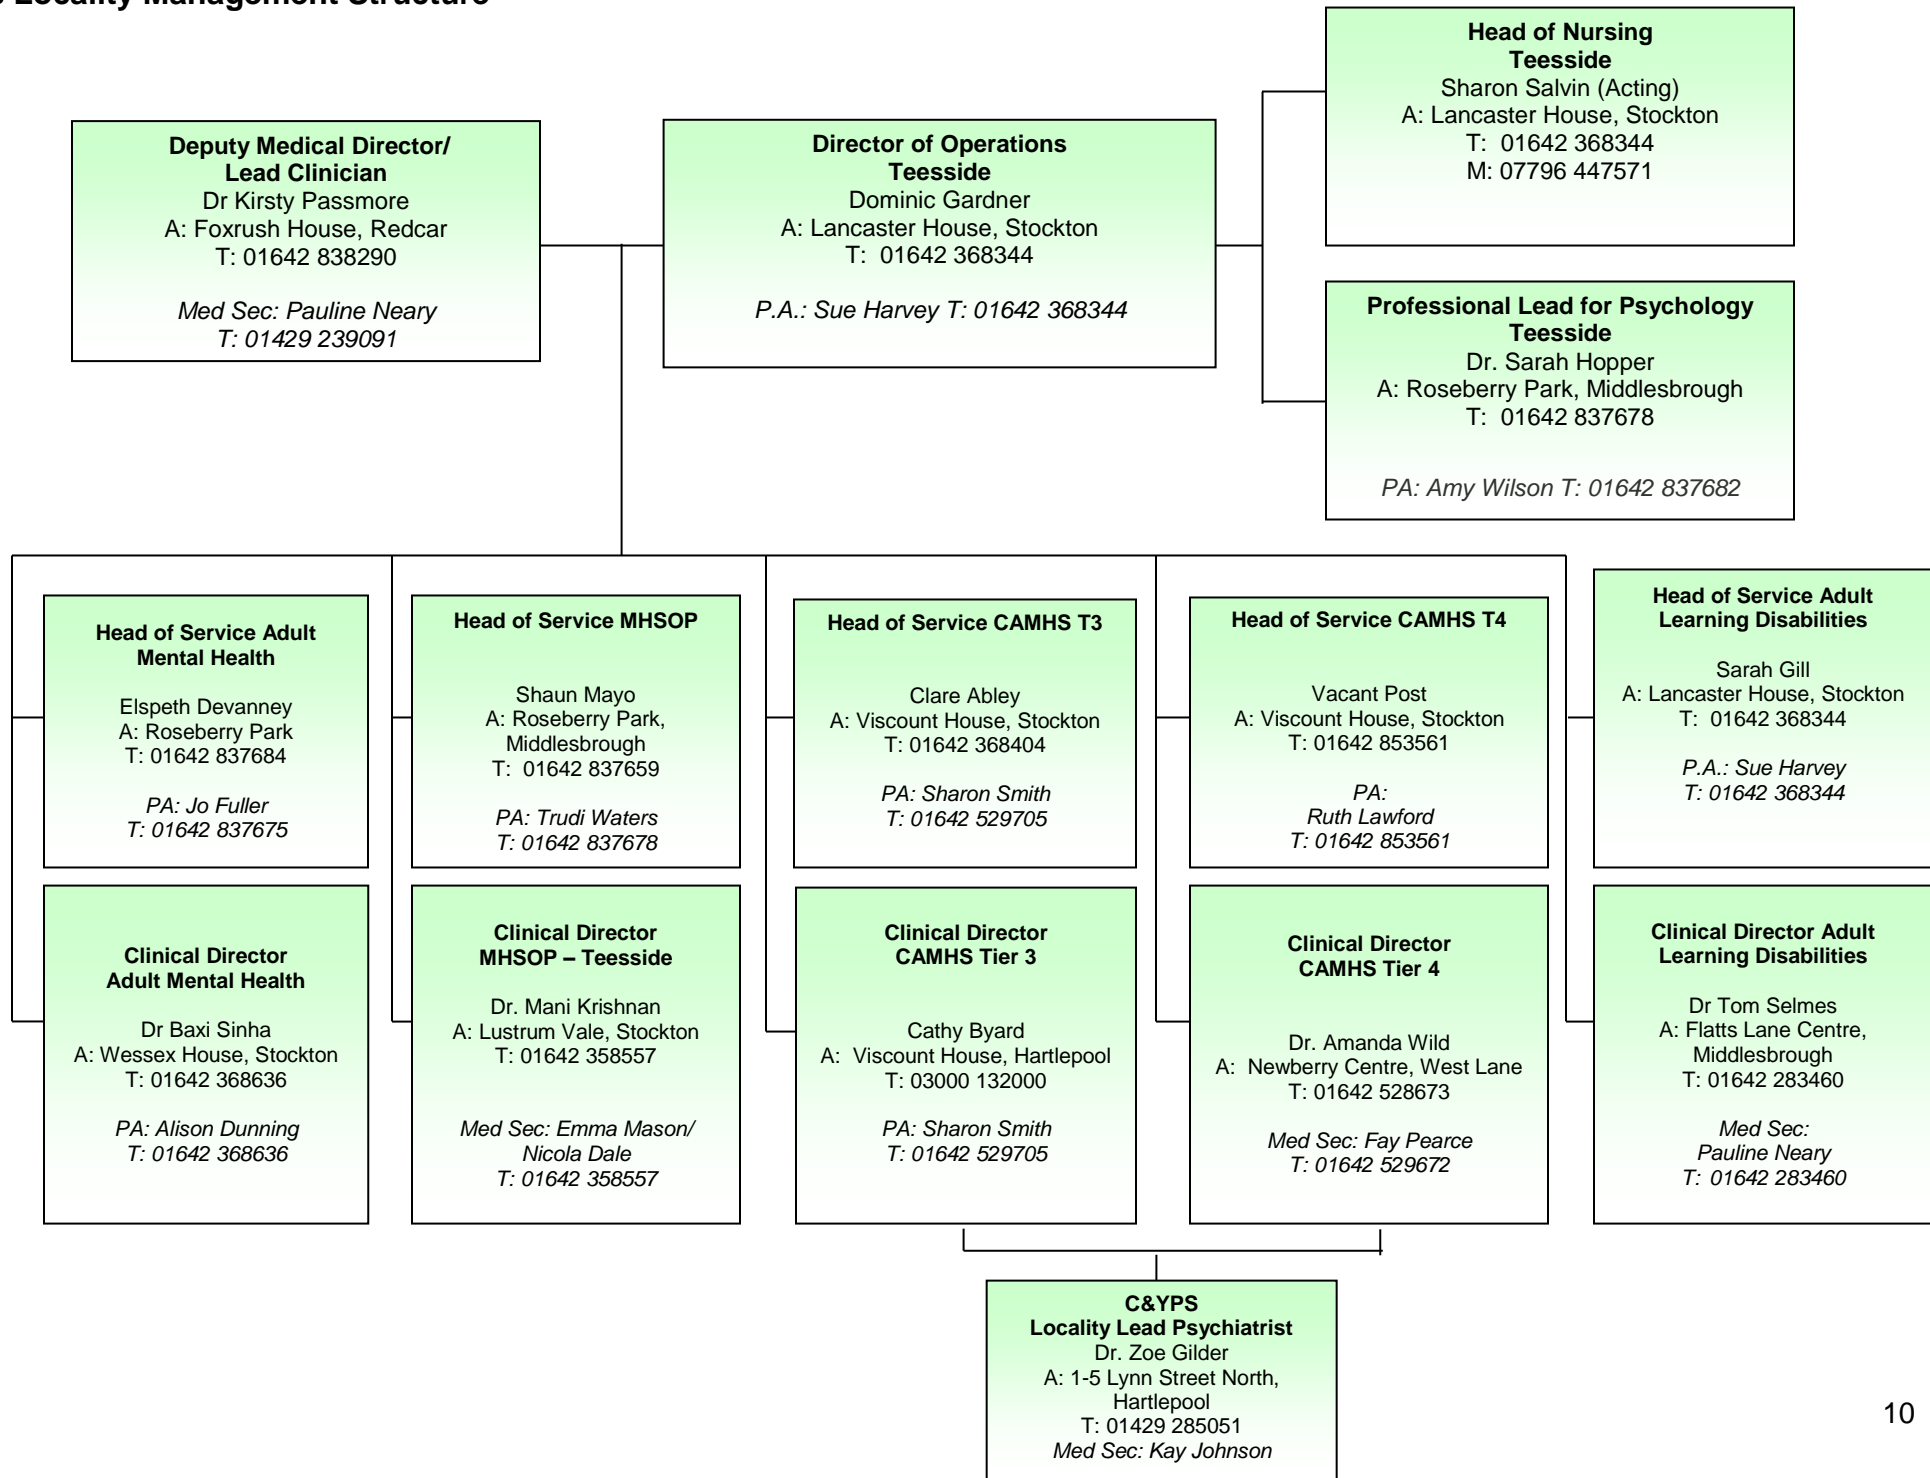 Locality Management Structure
Head of Nursing
Teesside
Sharon Salvin (Acting)
A: Lancaster House, Stockton
T: 01642 368344
M: 07796 447571
Deputy Medical Director/
Lead Clinician
Dr Kirsty Passmore
A: Foxrush House, Redcar
T: 01642 838290
Med Sec: Pauline Neary
T: 01429 239091
Director of Operations
Teesside
Dominic Gardner
A: Lancaster House, Stockton
T: 01642 368344
P.A.: Sue Harvey T: 01642 368344
Professional Lead for Psychology
Teesside
Dr. Sarah Hopper
A: Roseberry Park, Middlesbrough
T: 01642 837678
PA: Amy Wilson T: 01642 837682
Head of Service Adult
Mental Health
Elspeth Devanney
A: Roseberry Park
T: 01642 837684
PA: Jo Fuller
T: 01642 837675
Head of Service MHSOP
Shaun Mayo
A: Roseberry Park,
Middlesbrough
T: 01642 837659
PA: Trudi Waters
T: 01642 837678
Head of Service CAMHS T3
Clare Abley
A: Viscount House, Stockton
T: 01642 368404
PA: Sharon Smith
T: 01642 529705
Head of Service CAMHS T4
Vacant Post
A: Viscount House, Stockton
T: 01642 853561
PA:
Ruth Lawford
T: 01642 853561
Head of Service Adult
Learning Disabilities
Sarah Gill
A: Lancaster House, Stockton
T: 01642 368344
P.A.: Sue Harvey
T: 01642 368344
Clinical Director
Adult Mental Health
Dr Baxi Sinha
A: Wessex House, Stockton
T: 01642 368636
PA: Alison Dunning
T: 01642 368636
Clinical Director
MHSOP – Teesside
Dr. Mani Krishnan
A: Lustrum Vale, Stockton
T: 01642 358557
Med Sec: Emma Mason/
Nicola Dale
T: 01642 358557
Clinical Director
CAMHS Tier 3
Cathy Byard
A: Viscount House, Hartlepool
T: 03000 132000
PA: Sharon Smith
T: 01642 529705
Clinical Director
CAMHS Tier 4
Dr. Amanda Wild
A: Newberry Centre, West Lane
T: 01642 528673
Med Sec: Fay Pearce
T: 01642 529672
Clinical Director Adult
Learning Disabilities
Dr Tom Selmes
A: Flatts Lane Centre,
Middlesbrough
T: 01642 283460
Med Sec:
Pauline Neary
T: 01642 283460
C&YPS
Locality Lead Psychiatrist
Dr. Zoe Gilder
A: 1-5 Lynn Street North,
Hartlepool
T: 01429 285051
Med Sec: Kay Johnson
10